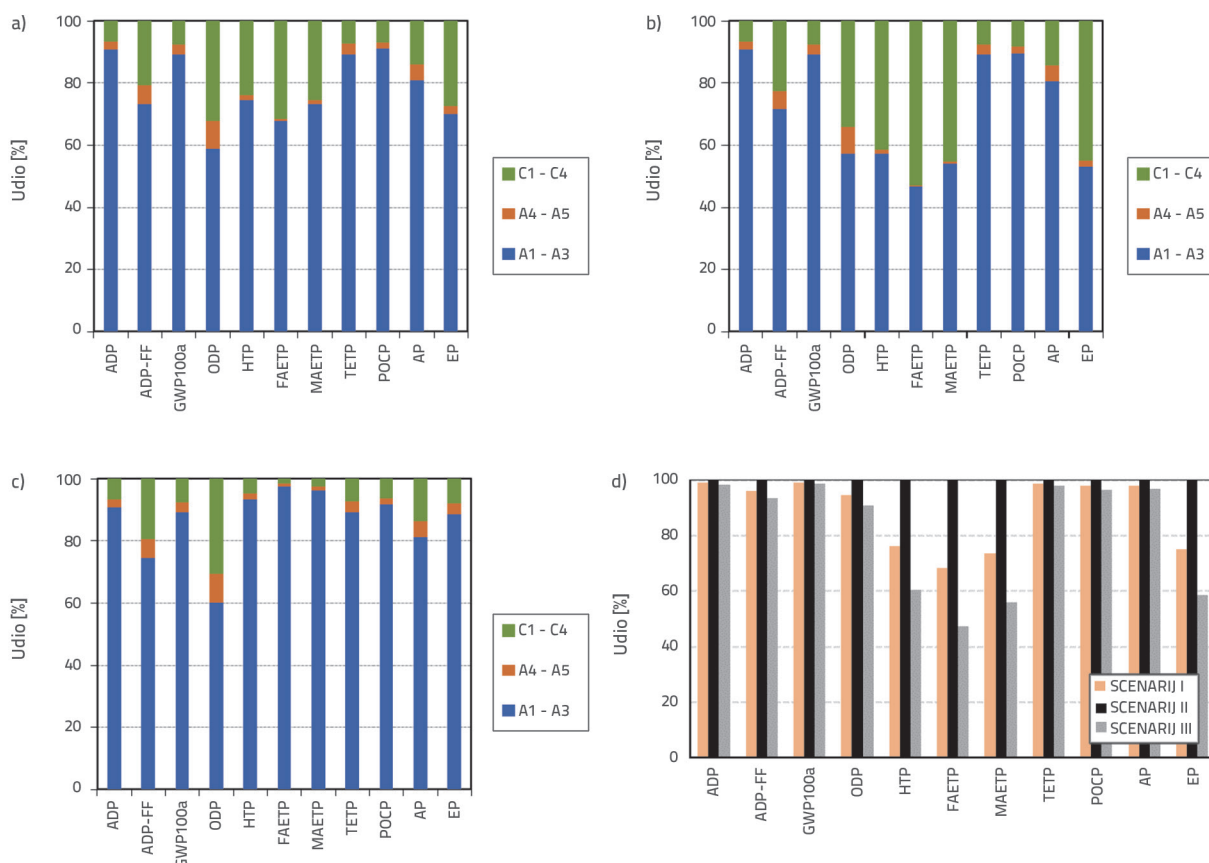 a)
Udio [%]
100
80
60
40
20
0
ADP
ADP-FF
GWP100a
ODP
HTP
FAETP
MAETP
TETP
POCP
AP
EP
C1 - C4
A4 - A5
A1 - A3
b)
Udio [%]
100
80
60
40
20
0
ADP
ADP-FF
GWP100a
ODP
HTP
FAETP
MAETP
TETP
POCP
AP
EP
C1 - C4
A4 - A5
A1 - A3
c)
Udio [%]
100
80
60
40
20
0
ADP
ADP-FF
GWP100a
ODP
HTP
FAETP
MAETP
TETP
POCP
AP
EP
C1 - C4
A4 - A5
A1 - A3
d)
Udio [%]
100
80
60
40
20
0
ADP
ADP-FF
GWP100a
ODP
HTP
FAETP
MAETP
TETP
POCP
AP
EP
SCENARIJ I
SCENARIJ II
SCENARIJ III